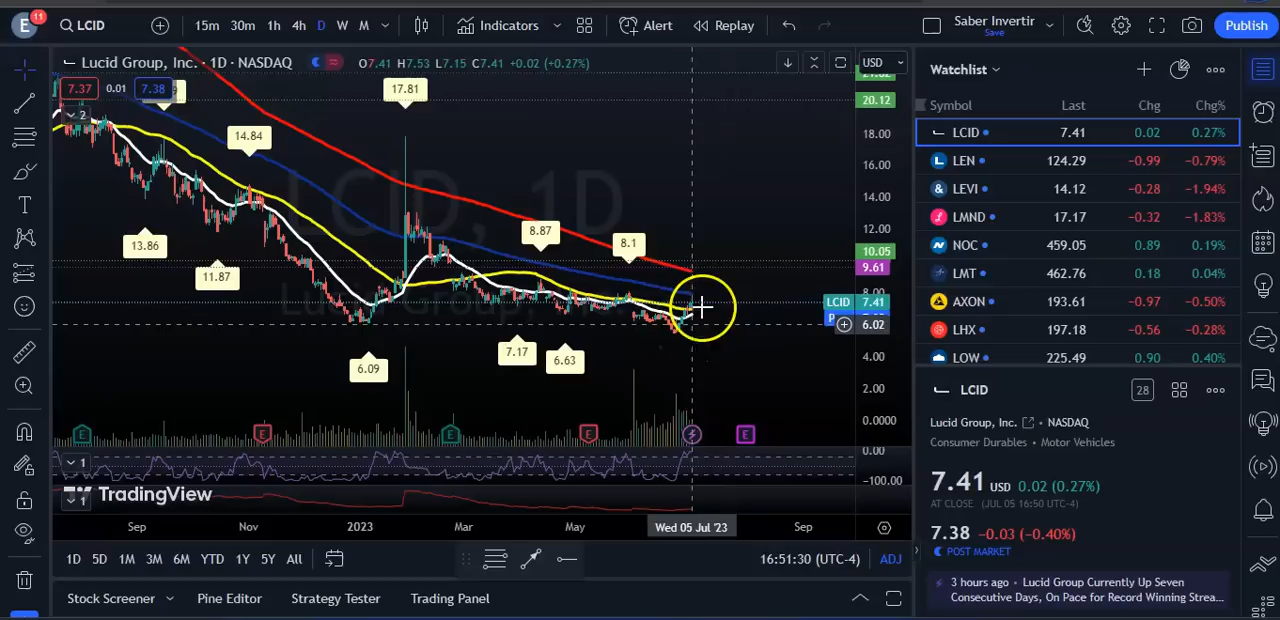 E 11 LCID 15m 30m 1h 4h D W M Indicators Alert Replay Saber Invertir Save Publish
Lucid Group, Inc. · 1D · NASDAQ O7.41 H7.53 L7.15 C7.41 +0.02 (+0.27%) USD
7.37 0.01 7.38
2
LCID, 1D
Lucid Group, Inc.
17.81
14.84
13.86
11.87
6.09
8.87
8.1
7.17
6.63
20.12
18.00
16.00
14.00
12.00
10.05
9.61
8.00
LCID 7.41
6.02
4.00
2.00
0.0000
0.00
−100.00
E E E E E
1
1
TradingView
Sep Nov 2023 Mar May Wed 05 Jul '23 Sep
1D 5D 1M 3M 6M YTD 1Y 5Y All 16:51:30 (UTC-4) ADJ
Stock Screener Pine Editor Strategy Tester Trading Panel
Watchlist
Symbol Last Chg Chg%
LCID 7.41 0.02 0.27%
LEN 124.29 −0.99 −0.79%
LEVI 14.12 −0.28 −1.94%
LMND 17.17 −0.32 −1.83%
NOC 459.05 0.89 0.19%
LMT 462.76 0.18 0.04%
AXON 193.61 −0.97 −0.50%
LHX 197.18 −0.56 −0.28%
LOW 225.49 0.90 0.40%
LCID 28
Lucid Group, Inc. • NASDAQ
Consumer Durables • Motor Vehicles
7.41 USD 0.02 (0.27%)
AT CLOSE (JUL 05 16:50 UTC-4)
7.38 −0.03 (−0.40%)
POST MARKET
3 hours ago • Lucid Group Currently Up Seven
Consecutive Days, On Pace for Record Winning Strea...